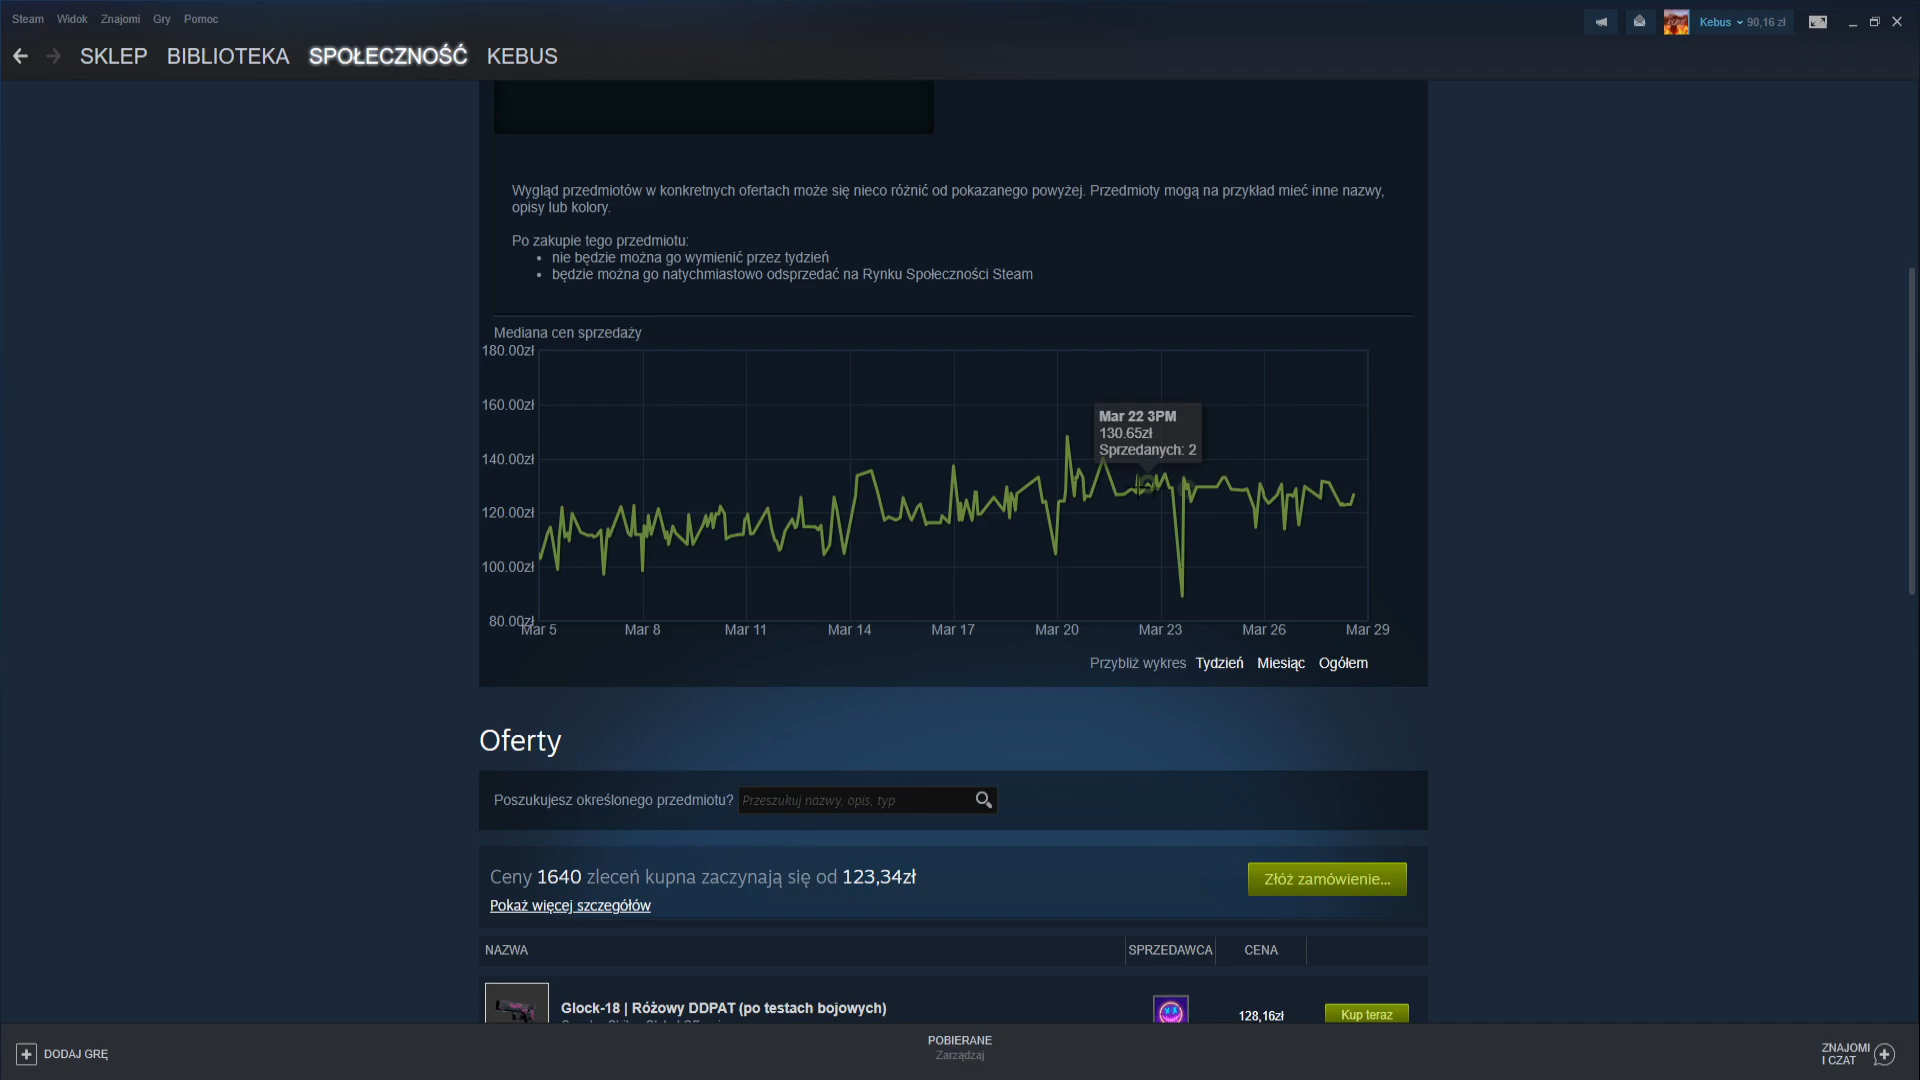 Steam Widok Znajomi Gry Pomoc
Kebus 90,16 zł
SKLEP BIBLIOTEKA SPOŁECZNOŚĆ KEBUS
Wygląd przedmiotów w konkretnych ofertach może się nieco różnić od pokazanego powyżej. Przedmioty mogą na przykład mieć inne nazwy,
opisy lub kolory.
Po zakupie tego przedmiotu:
nie będzie można go wymienić przez tydzień
będzie można go natychmiastowo odsprzedać na Rynku Społeczności Steam
Mediana cen sprzedaży
180.00zł
160.00zł
140.00zł
120.00zł
100.00zł
80.00zł
Mar 22 3PM
130.65zł
Sprzedanych: 2
Mar 5 Mar 8 Mar 11 Mar 14 Mar 17 Mar 20 Mar 23 Mar 26 Mar 29
Przybliż wykres Tydzień Miesiąc Ogółem
Oferty
Poszukujesz określonego przedmiotu? Przeszukuj nazwy, opis, typ
Ceny 1640 zleceń kupna zaczynają się od 123,34zł
Złóż zamówienie...
Pokaż więcej szczegółów
NAZWA SPRZEDAWCA CENA
Glock-18 | Różowy DDPAT (po testach bojowych)
128,16zł
Kup teraz
DODAJ GRĘ
POBIERANE
Zarządzaj
ZNAJOMI
I CZAT